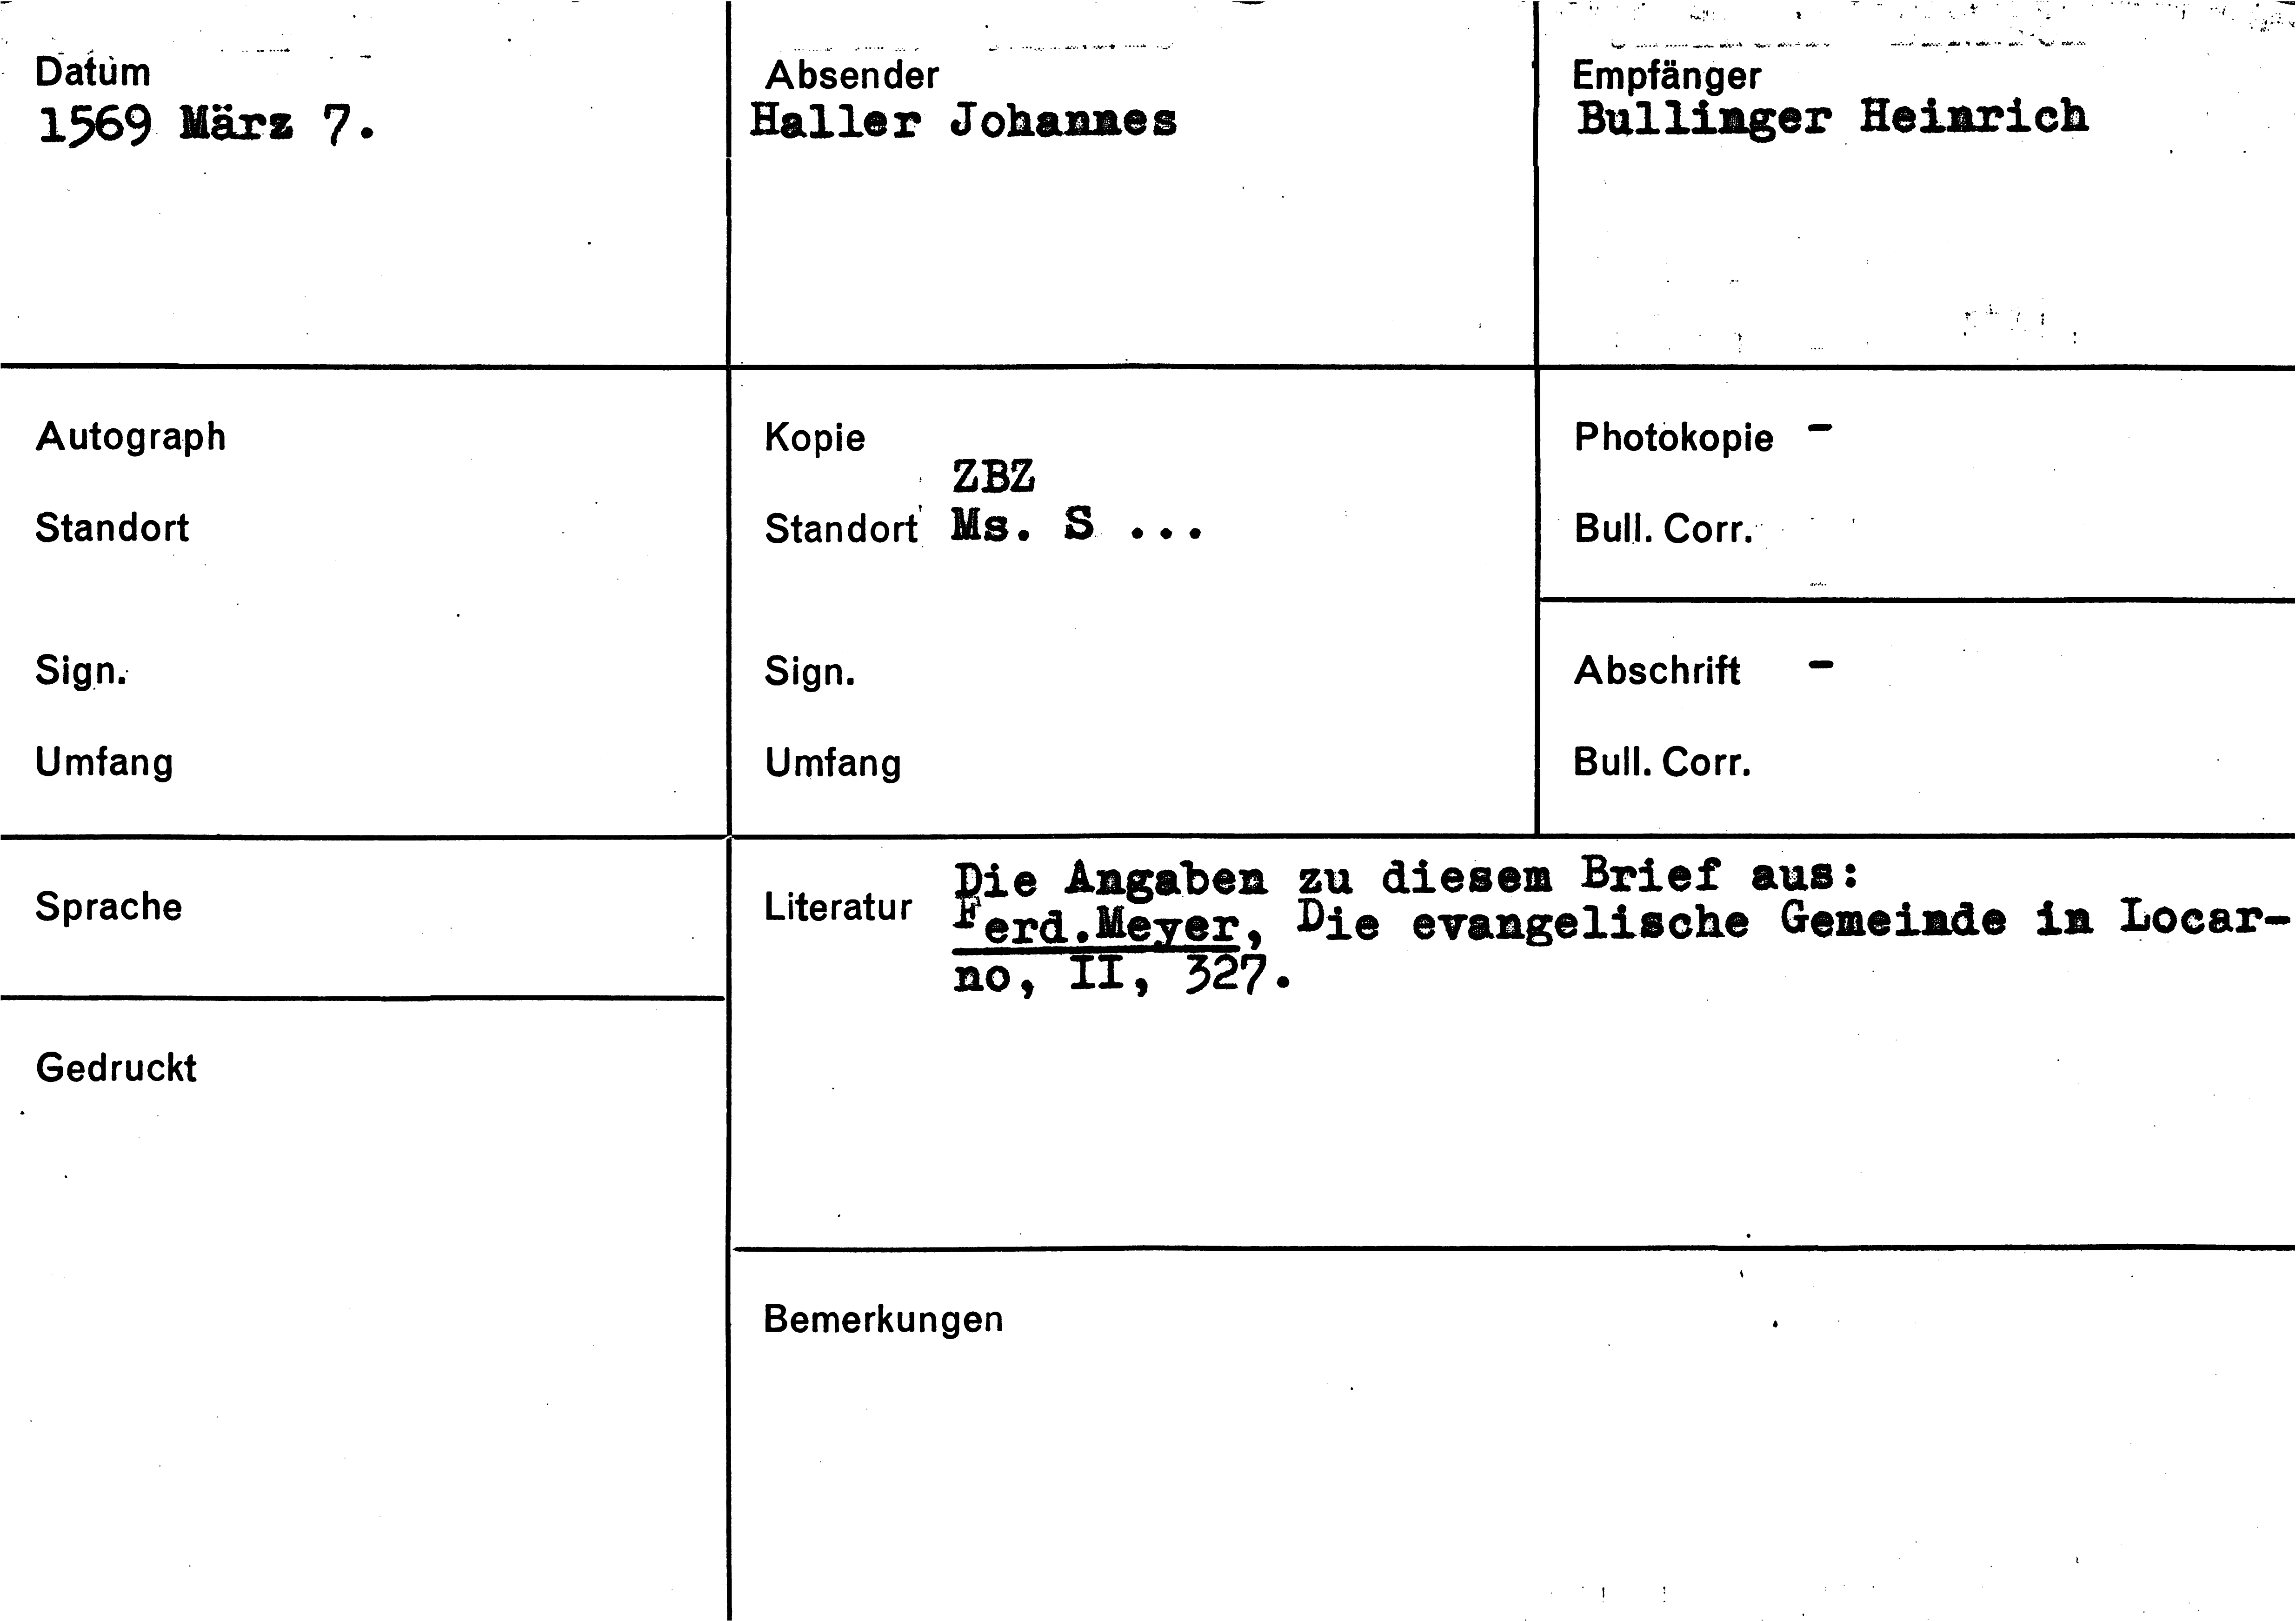 Datum
1569 März 7.
Absender
Haller Johannes
Empfänger
Bullinger Heinrich
Autograph
Standort
Sign.
Umfang
Kopie
ZBZ
Standort Ms. S ...
Sign.
Umfang
Photokopie -
Bull. Corr.
Abschrift -
Bull. Corr.
Sprache
Gedruckt
Literatur
Die Angaben zu diesem Brief aus:
Ferd.Meyer, Die evangelische Gemeinde in Locar-
no, II, 327.
Bemerkungen